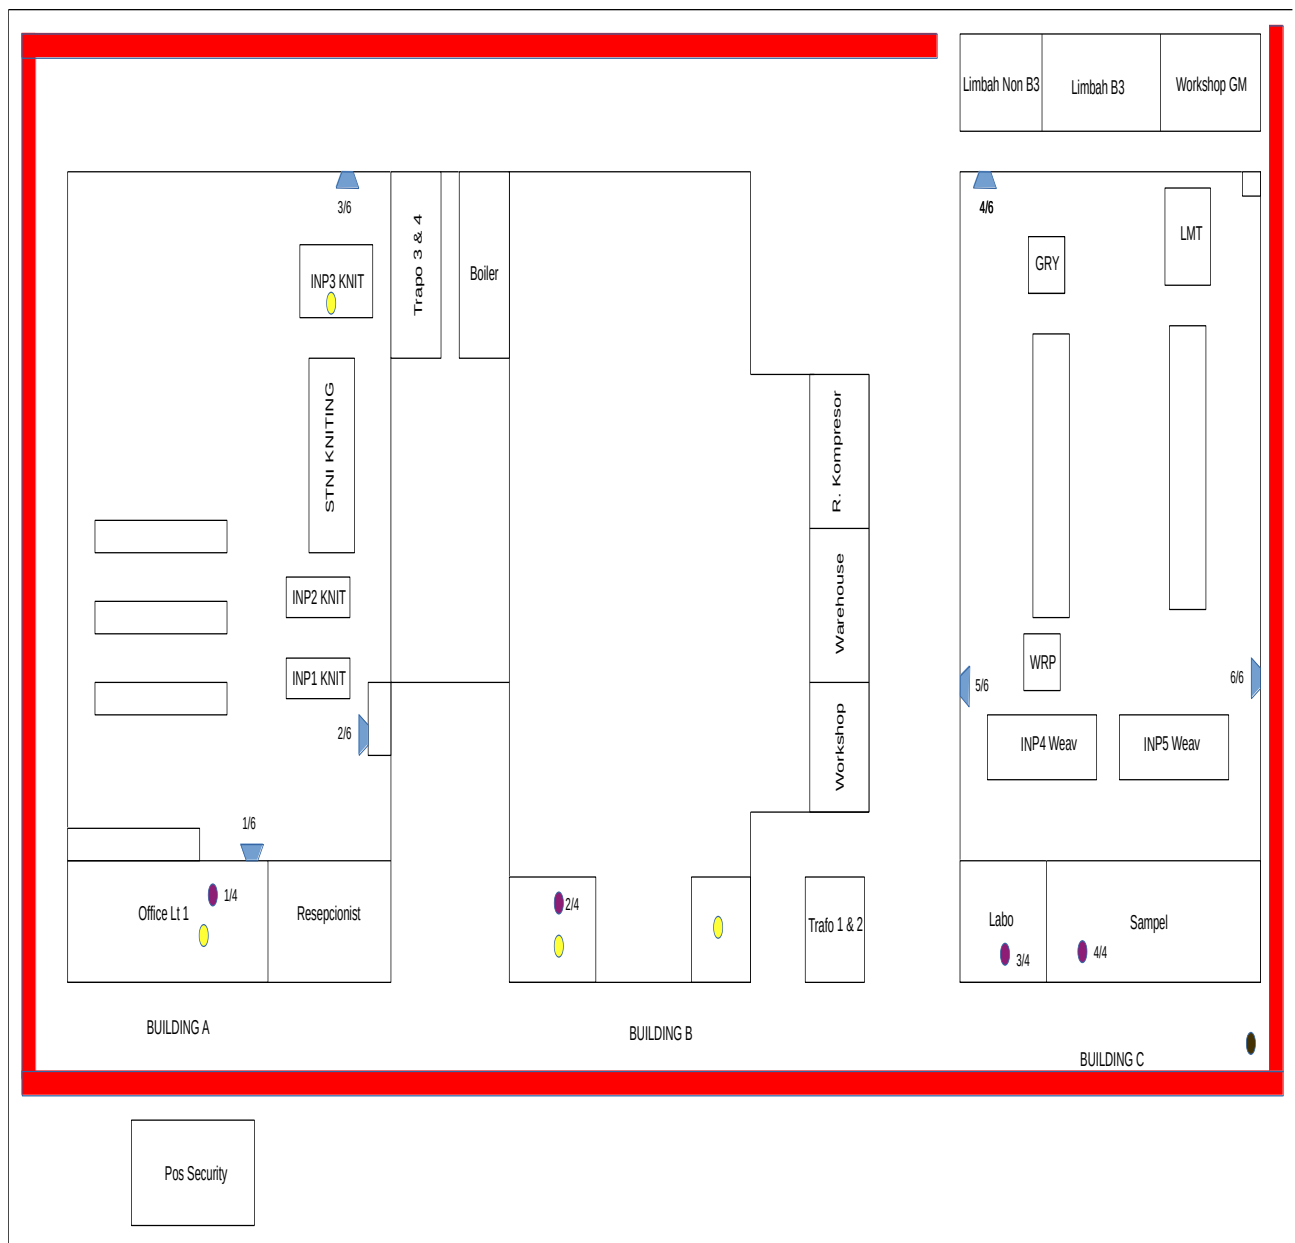 Limbah Non B3
Limbah B3
Workshop GM
3/6
4/6
Trapo 3 & 4
Boiler
INP3 KNIT
GRY
LMT
STNI KNITING
R. Kompresor
INP2 KNIT
Warehouse
INP1 KNIT
WRP
5/6
6/6
2/6
Workshop
INP4 Weav
INP5 Weav
1/6
Office Lt 1
1/4
Resepcionist
2/4
Trafo 1 & 2
Labo
3/4
4/4
Sampel
BUILDING A
BUILDING B
BUILDING C
Pos Security